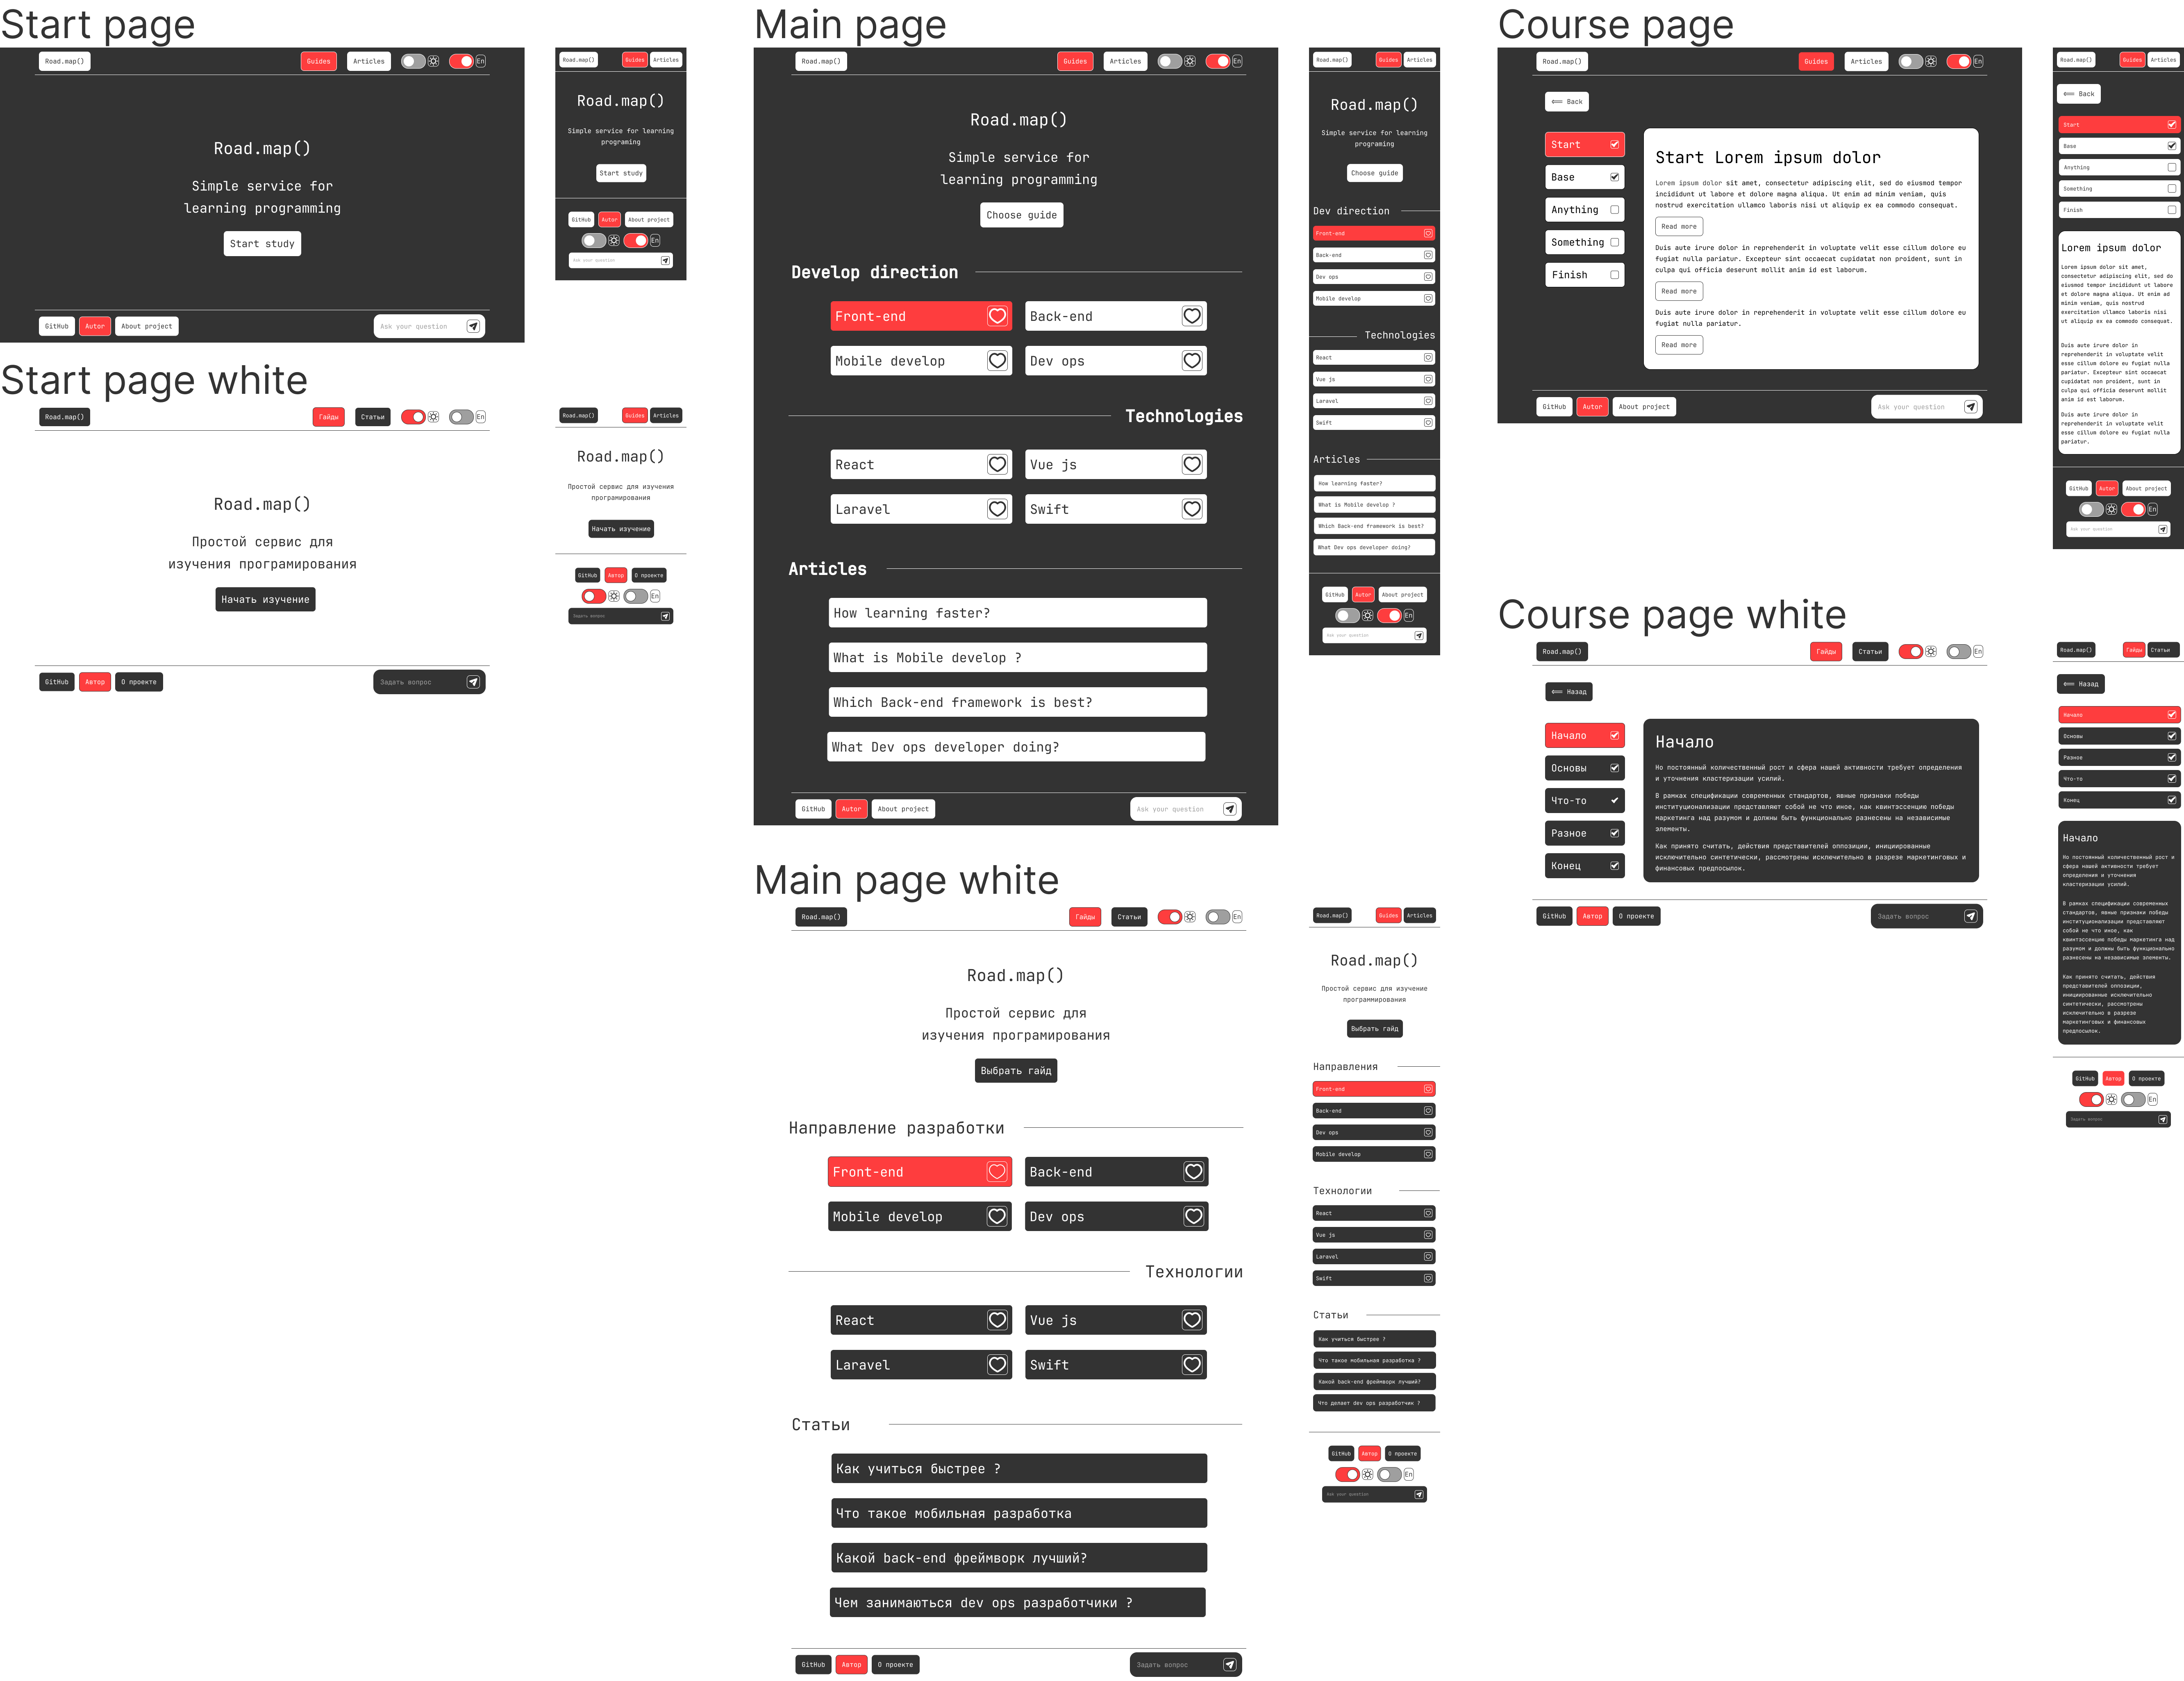 Start page
Road.map()
Guides
Articles
En
Road.map()
Simple service for
learning programming
Start study
GitHub
Autor
About project
Ask your question
Road.map()
Guides
Articles
Road.map()
Simple service for learning
programing
Start study
GitHub
Autor
About project
En
Ask your question
Start page white
Road.map()
Гайды
Статьи
En
Road.map()
Простой сервис для
изучения програмирования
Начать изучение
GitHub
Автор
О проекте
Задать вопрос
Road.map()
Guides
Articles
Road.map()
Простой сервис для изучения
програмирования
Начать изучение
GitHub
Автор
О проекте
En
Задать вопрос
Main page
Road.map()
Guides
Articles
En
Road.map()
Simple service for
learning programming
Choose guide
Develop direction
Front-end
Back-end
Mobile develop
Dev ops
Technologies
React
Vue js
Laravel
Swift
Articles
How learning faster?
What is Mobile develop ?
Which Back-end framework is best?
What Dev ops developer doing?
GitHub
Autor
About project
Ask your question
Road.map()
Guides
Articles
Road.map()
Simple service for learning
programing
Choose guide
Dev direction
Front-end
Back-end
Dev ops
Mobile develop
Technologies
React
Vue js
Laravel
Swift
Articles
How learning faster?
What is Mobile develop ?
Which Back-end framework is best?
What Dev ops developer doing?
GitHub
Autor
About project
En
Ask your question
Main page white
Road.map()
Гайды
Статьи
En
Road.map()
Простой сервис для
изучения програмирования
Выбрать гайд
Направление разработки
Front-end
Back-end
Mobile develop
Dev ops
Технологии
React
Vue js
Laravel
Swift
Статьи
Как учиться быстрее ?
Что такое мобильная разработка
Какой back-end фреймворк лучший?
Чем занимаються dev ops разработчики ?
GitHub
Автор
О проекте
Задать вопрос
Road.map()
Guides
Articles
Road.map()
Простой сервис для изучение
программирования
Выбрать гайд
Направления
Front-end
Back-end
Dev ops
Mobile develop
Технологии
React
Vue js
Laravel
Swift
Статьи
Как учиться быстрее ?
Что такое мобильная разработка ?
Какой back-end фреймворк лучший?
Что делает dev ops разработчик ?
GitHub
Автор
О проекте
En
Ask your question
Course page
Road.map()
Guides
Articles
En
⟸ Back
Start
Base
Anything
Something
Finish
Start Lorem ipsum dolor
Lorem ipsum dolor sit amet, consectetur adipiscing elit, sed do eiusmod tempor
incididunt ut labore et dolore magna aliqua. Ut enim ad minim veniam, quis
nostrud exercitation ullamco laboris nisi ut aliquip ex ea commodo consequat.
Read more
Duis aute irure dolor in reprehenderit in voluptate velit esse cillum dolore eu
fugiat nulla pariatur. Excepteur sint occaecat cupidatat non proident, sunt in
culpa qui officia deserunt mollit anim id est laborum.
Read more
Duis aute irure dolor in reprehenderit in voluptate velit esse cillum dolore eu
fugiat nulla pariatur.
Read more
GitHub
Autor
About project
Ask your question
Road.map()
Guides
Articles
⟸ Back
Start
Base
Anything
Something
Finish
Lorem ipsum dolor
Lorem ipsum dolor sit amet,
consectetur adipiscing elit, sed do
eiusmod tempor incididunt ut labore
et dolore magna aliqua. Ut enim ad
minim veniam, quis nostrud
exercitation ullamco laboris nisi
ut aliquip ex ea commodo consequat.
Duis aute irure dolor in
reprehenderit in voluptate velit
esse cillum dolore eu fugiat nulla
pariatur. Excepteur sint occaecat
cupidatat non proident, sunt in
culpa qui officia deserunt mollit
anim id est laborum.
Duis aute irure dolor in
reprehenderit in voluptate velit
esse cillum dolore eu fugiat nulla
pariatur.
GitHub
Autor
About project
En
Ask your question
Course page white
Road.map()
Гайды
Статьи
En
⟸ Назад
Начало
Основы
Что-то
Разное
Конец
Начало
Но постоянный количественный рост и сфера нашей активности требует определения
и уточнения кластеризации усилий.
В рамках спецификации современных стандартов, явные признаки победы
институционализации представляют собой не что иное, как квинтэссенцию победы
маркетинга над разумом и должны быть функционально разнесены на независимые
элементы.
Как принято считать, действия представителей оппозиции, инициированные
исключительно синтетически, рассмотрены исключительно в разрезе маркетинговых и
финансовых предпосылок.
GitHub
Автор
О проекте
Задать вопрос
Road.map()
Гайды
Статьи
⟸ Назад
Начало
Основы
Разное
Что-то
Конец
Начало
Но постоянный количественный рост и
сфера нашей активности требует
определения и уточнения
кластеризации усилий.
В рамках спецификации современных
стандартов, явные признаки победы
институционализации представляют
собой не что иное, как
квинтэссенцию победы маркетинга над
разумом и должны быть функционально
разнесены на независимые элементы.
Как принято считать, действия
представителей оппозиции,
инициированные исключительно
синтетически, рассмотрены
исключительно в разрезе
маркетинговых и финансовых
предпосылок.
GitHub
Автор
О проекте
En
Задать вопрос